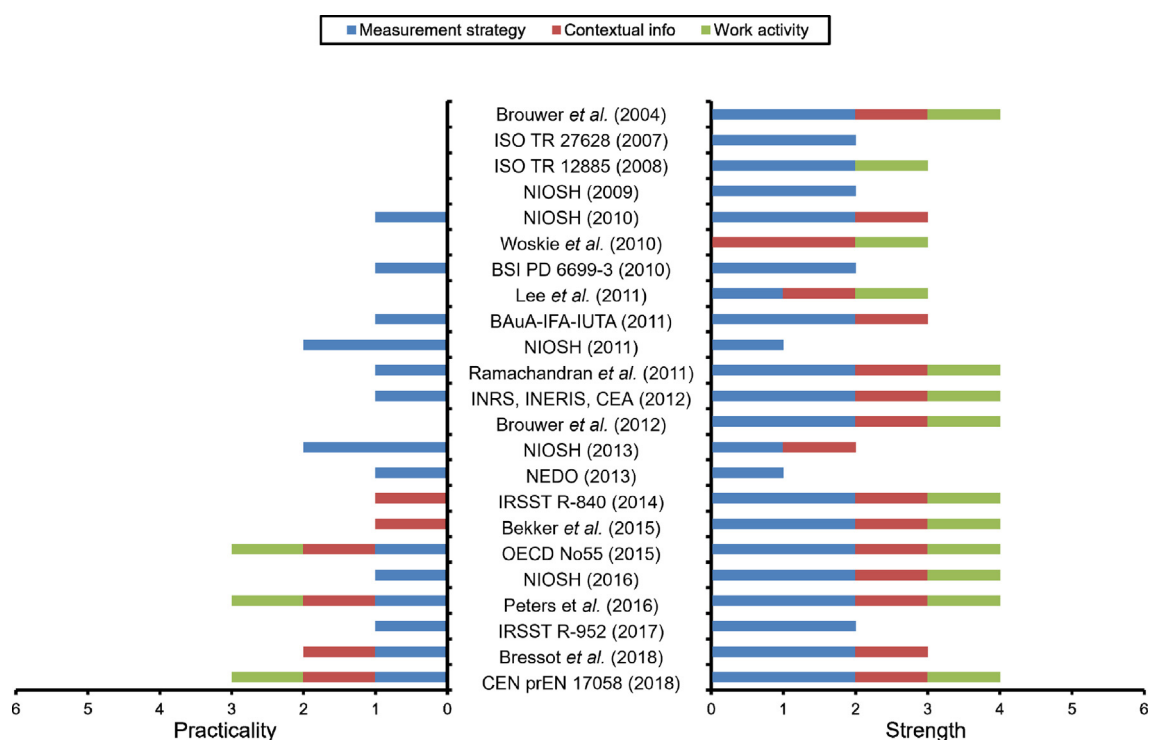 Measurement strategy Contextual info Work activity
Brouwer et al. (2004)
ISO TR 27628 (2007)
ISO TR 12885 (2008)
NIOSH (2009)
NIOSH (2010)
Woskie et al. (2010)
BSI PD 6699-3 (2010)
Lee et al. (2011)
BAuA-IFA-IUTA (2011)
NIOSH (2011)
Ramachandran et al. (2011)
INRS, INERIS, CEA (2012)
Brouwer et al. (2012)
NIOSH (2013)
NEDO (2013)
IRSST R-840 (2014)
Bekker et al. (2015)
OECD No55 (2015)
NIOSH (2016)
Peters et al. (2016)
IRSST R-952 (2017)
Bressot et al. (2018)
CEN prEN 17058 (2018)
6 5 4 3 2 1 0 0 1 2 3 4 5 6
Practicality Strength